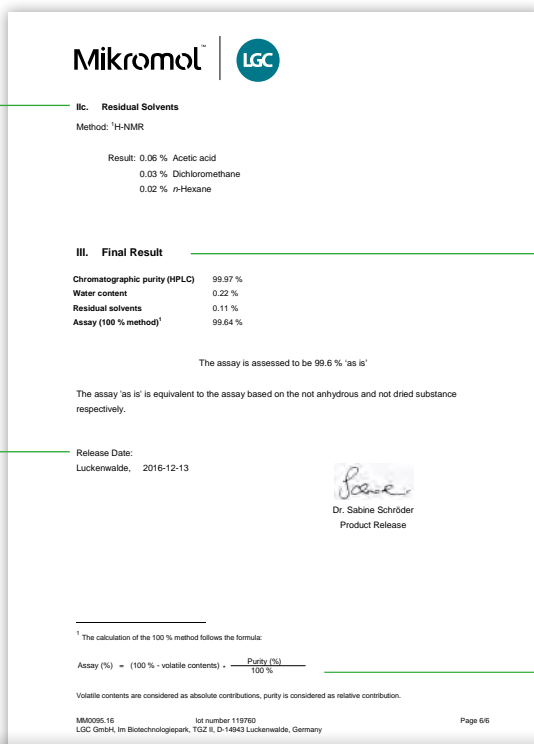 Mikromol™ LGC
IIc. Residual Solvents
Method: ¹H-NMR
Result: 0.06 % Acetic acid
0.03 % Dichloromethane
0.02 % n-Hexane
III. Final Result
Chromatographic purity (HPLC) 99.97 %
Water content 0.22 %
Residual solvents 0.11 %
Assay (100 % method)¹ 99.64 %
The assay is assessed to be 99.6 % ‘as is’
The assay ‘as is’ is equivalent to the assay based on the not anhydrous and not dried substance
respectively.
Release Date:
Luckenwalde, 2016-12-13
Dr. Sabine Schröder
Product Release
¹ The calculation of the 100 % method follows the formula:
Assay (%) = (100 % - volatile contents) * Purity (%)
100 %
Volatile contents are considered as absolute contributions, purity is considered as relative contribution.
MM0095.16 lot number 119760 Page 6/6
LGC GmbH, Im Biotechnologiepark, TGZ II, D-14943 Luckenwalde, Germany